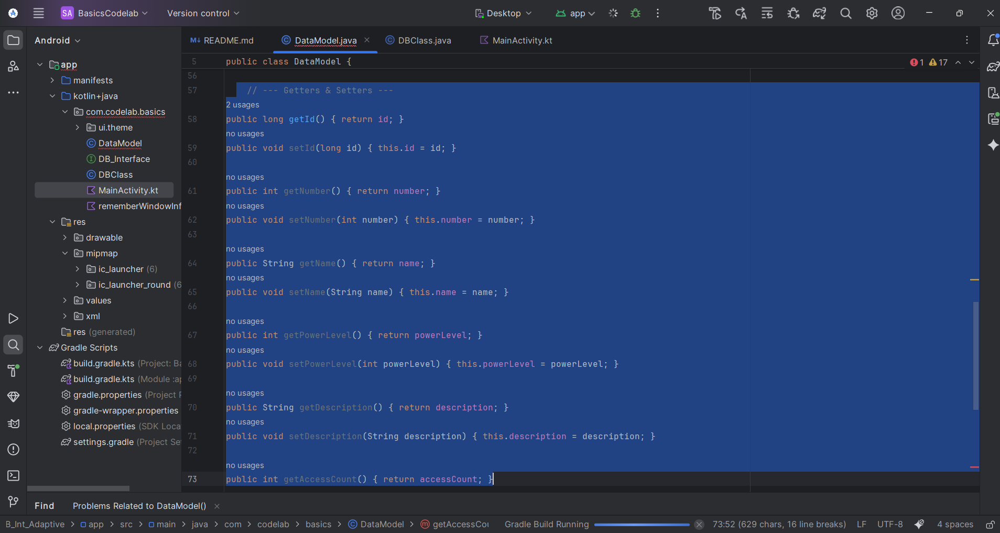 SA BasicsCodelab Version control Desktop app
Android
README.md DataModel.java DBClass.java MainActivity.kt
5 public class DataModel { 1 17
app
manifests
kotlin+java
com.codelab.basics
ui.theme
DataModel
DB_Interface
DBClass
MainActivity.kt
rememberWindowInf
res
drawable
mipmap
ic_launcher (6)
ic_launcher_round (6
values
xml
res (generated)
Gradle Scripts
build.gradle.kts (Project: Ba
build.gradle.kts (Module :ap
gradle.properties (Project P
gradle-wrapper.properties
local.properties (SDK Loca
settings.gradle (Project Set
56
57 // --- Getters & Setters ---
2 usages
58 public long getId() { return id; }
no usages
59 public void setId(long id) { this.id = id; }
60
no usages
61 public int getNumber() { return number; }
no usages
62 public void setNumber(int number) { this.number = number; }
63
no usages
64 public String getName() { return name; }
no usages
65 public void setName(String name) { this.name = name; }
66
no usages
67 public int getPowerLevel() { return powerLevel; }
no usages
68 public void setPowerLevel(int powerLevel) { this.powerLevel = powerLevel; }
69
no usages
70 public String getDescription() { return description; }
no usages
71 public void setDescription(String description) { this.description = description; }
72
no usages
73 public int getAccessCount() { return accessCount; }
Find Problems Related to DataModel()
B_Int_Adaptive > app > src > main > java > com > codelab > basics > DataModel > getAccessCou Gradle Build Running 73:52 (629 chars, 16 line breaks) LF UTF-8 4 spaces